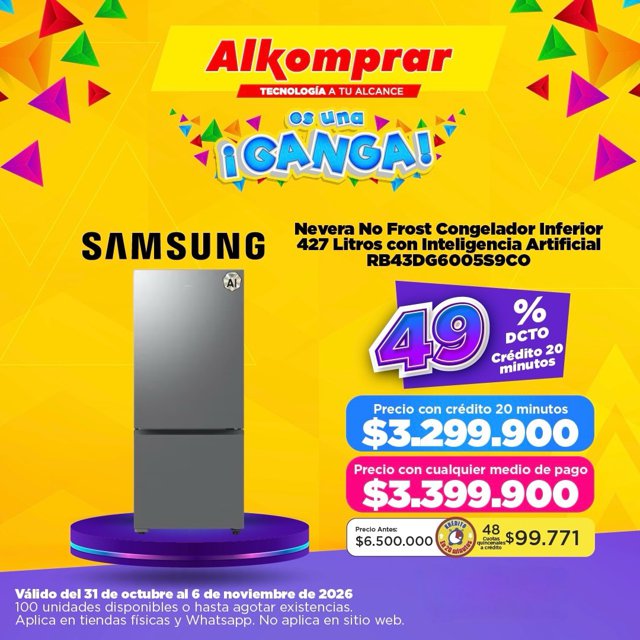 Alkomprar
TECNOLOGÍA A TU ALCANCE
es una
¡GANGA!
SAMSUNG
Nevera No Frost Congelador Inferior
427 Litros con Inteligencia Artificial
RB43DG6005S9CO
AI
49
%
DCTO
Crédito 20
minutos
Precio con crédito 20 minutos
$3.299.900
Precio con cualquier medio de pago
$3.399.900
Precio Antes:
$6.500.000
CRÉDITO
En 20 minutos
48
Cuotas
quincenales
a crédito
$99.771
Válido del 31 de octubre al 6 de noviembre de 2026
100 unidades disponibles o hasta agotar existencias.
Aplica en tiendas físicas y Whatsapp. No aplica en sitio web.